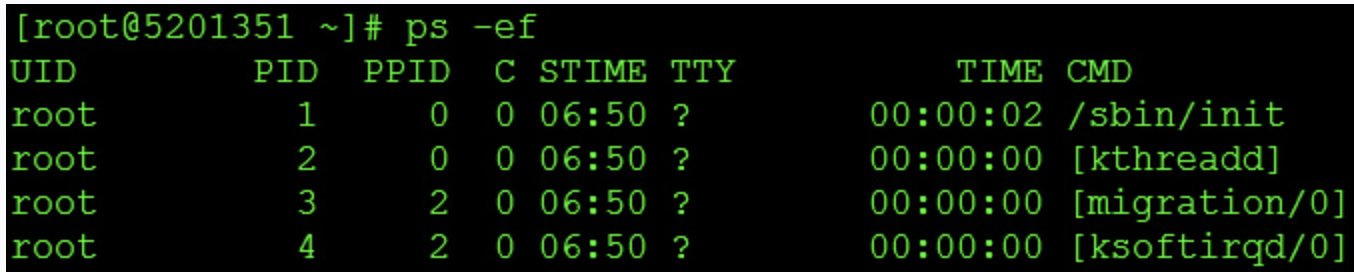 [root@5201351 ~]# ps -ef
UID        PID  PPID  C STIME TTY          TIME CMD
root         1     0  0 06:50 ?        00:00:02 /sbin/init
root         2     0  0 06:50 ?        00:00:00 [kthreadd]
root         3     2  0 06:50 ?        00:00:00 [migration/0]
root         4     2  0 06:50 ?        00:00:00 [ksoftirqd/0]